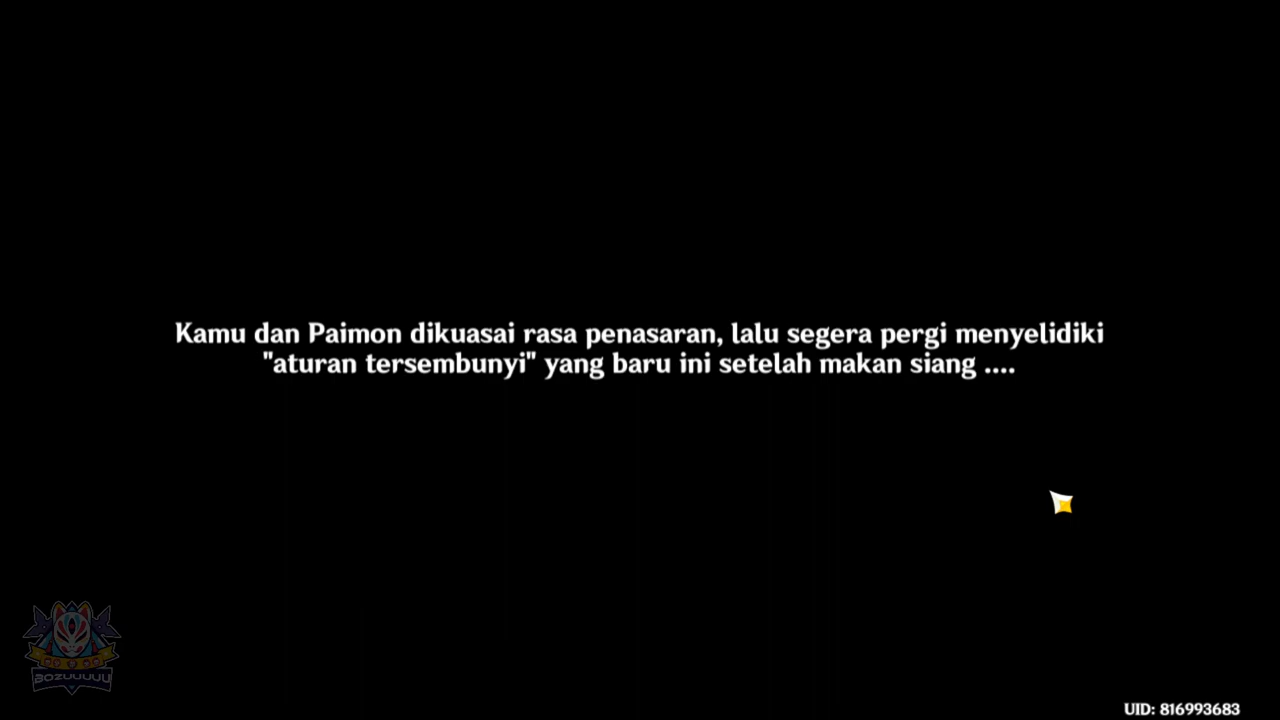 Kamu dan Paimon dikuasai rasa penasaran, lalu segera pergi menyelidiki
"aturan tersembunyi" yang baru ini setelah makan siang ....
BOZUUUUU
UID: 816993683